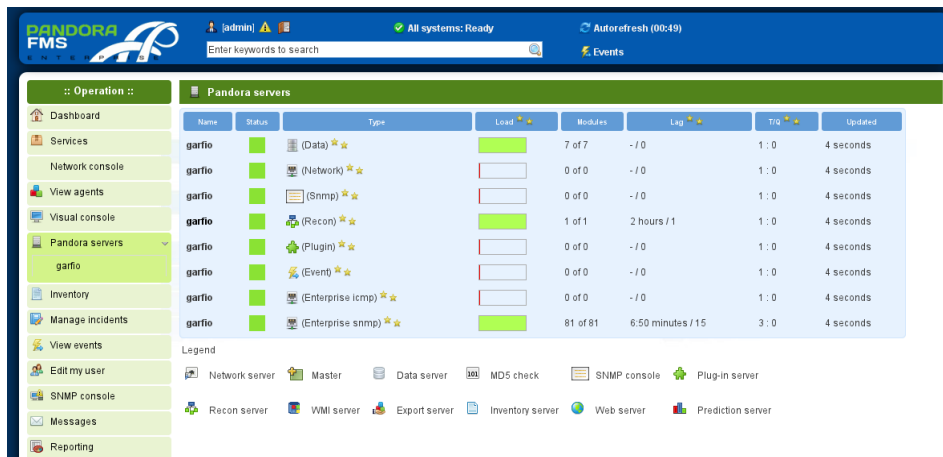 PANDORA
FMS
ENTERPRISE
[admin]
All systems: Ready
Autorefresh (00:49)
Enter keywords to search
Events
:: Operation ::
Dashboard
Services
Network console
View agents
Visual console
Pandora servers
garfio
Inventory
Manage incidents
View events
Edit my user
SNMP console
Messages
Reporting
Pandora servers
Name Status Type Load Modules Lag T/Q Updated
garfio (Data) 7 of 7 - / 0 1 : 0 4 seconds
garfio (Network) 0 of 0 - / 0 1 : 0 4 seconds
garfio (Snmp) 0 of 0 - / 0 1 : 0 4 seconds
garfio (Recon) 1 of 1 2 hours / 1 1 : 0 4 seconds
garfio (Plugin) 0 of 0 - / 0 1 : 0 4 seconds
garfio (Event) 0 of 0 - / 0 1 : 0 4 seconds
garfio (Enterprise icmp) 0 of 0 - / 0 1 : 0 4 seconds
garfio (Enterprise snmp) 81 of 81 6:50 minutes / 15 3 : 0 4 seconds
Legend
Network server Master Data server 101 MD5 check SNMP console Plug-in server
Recon server WMI server Export server Inventory server Web server Prediction server